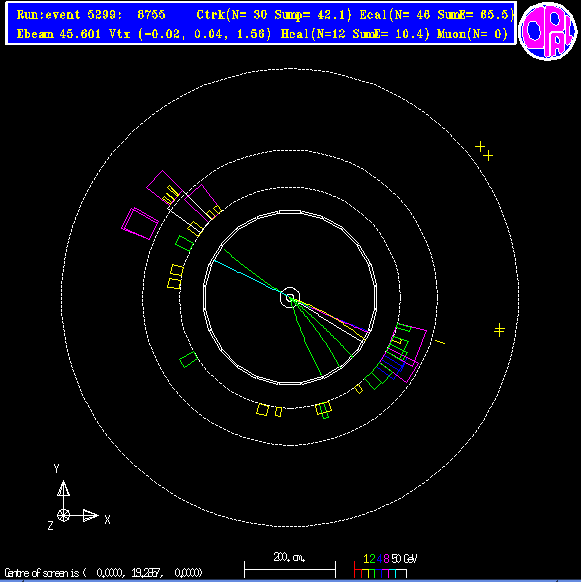 Run:event 5299: 8755 Ctrk(N= 30 Sump= 42.1) Ecal(N= 46 SumE= 65.5)
Ebeam 45.601 Vtx (-0.02, 0.04, 1.56) Hcal(N=12 SumE= 10.4) Muon(N= 0)
Y
X
Z
200. cm.
1 2 4 8 50 GeV
Centre of screen is ( 0.0000, 19.2857, 0.0000)